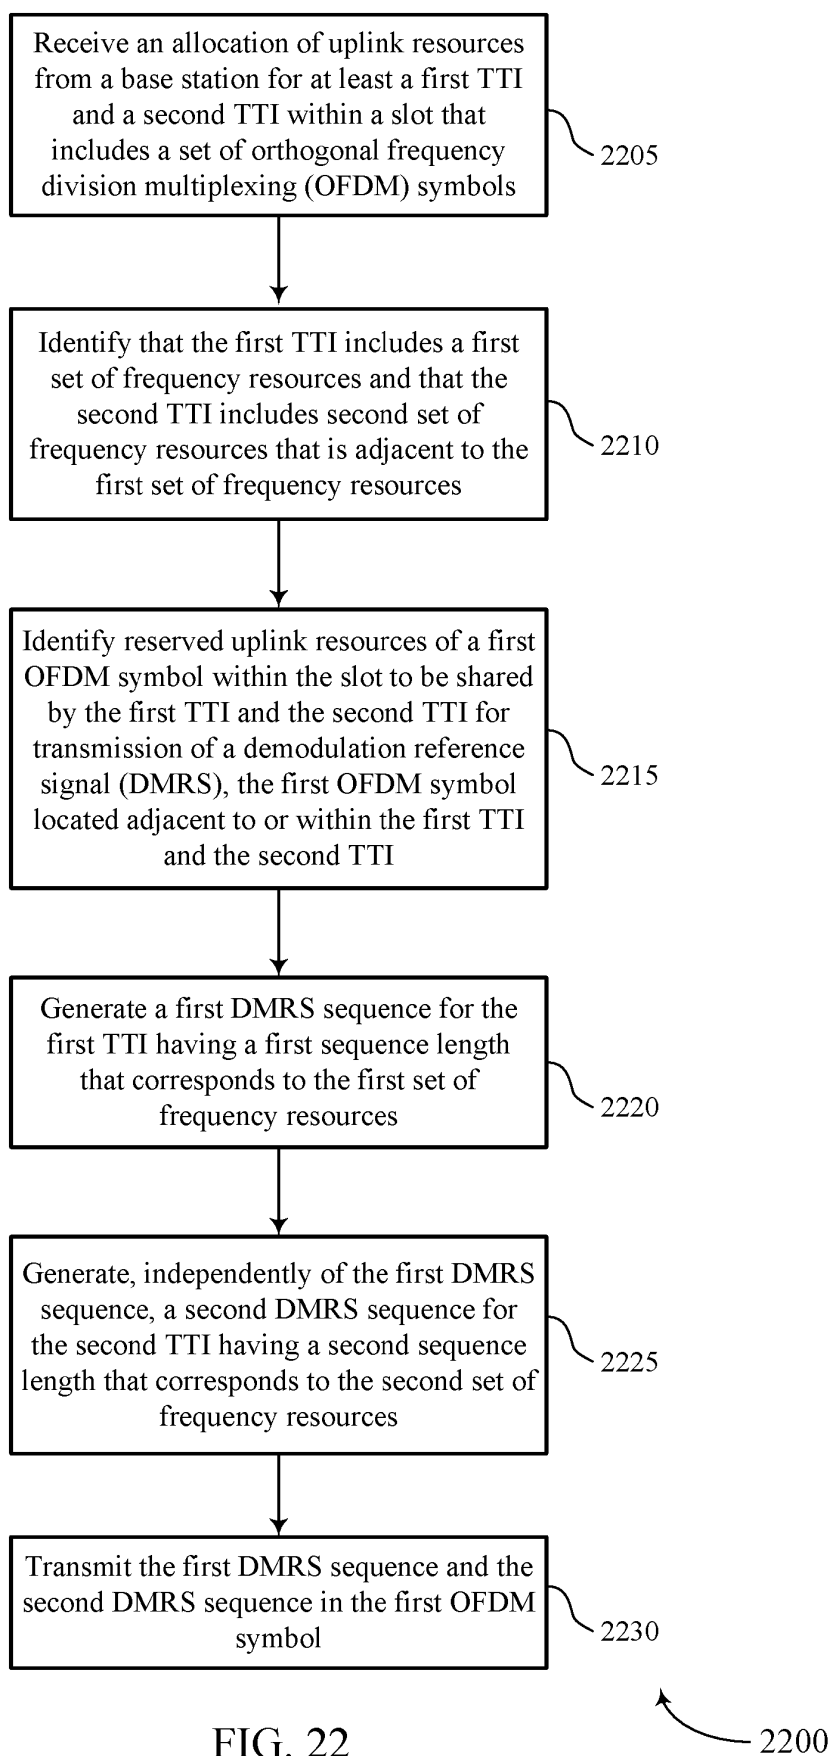 Receive an allocation of uplink resources
from a base station for at least a first TTI
and a second TTI within a slot that
includes a set of orthogonal frequency
division multiplexing (OFDM) symbols
2205
Identify that the first TTI includes a first
set of frequency resources and that the
second TTI includes second set of
frequency resources that is adjacent to the
first set of frequency resources
2210
Identify reserved uplink resources of a first
OFDM symbol within the slot to be shared
by the first TTI and the second TTI for
transmission of a demodulation reference
signal (DMRS), the first OFDM symbol
located adjacent to or within the first TTI
and the second TTI
2215
Generate a first DMRS sequence for the
first TTI having a first sequence length
that corresponds to the first set of
frequency resources
2220
Generate, independently of the first DMRS
sequence, a second DMRS sequence for
the second TTI having a second sequence
length that corresponds to the second set of
frequency resources
2225
Transmit the first DMRS sequence and the
second DMRS sequence in the first OFDM
symbol
2230
FIG. 22
2200